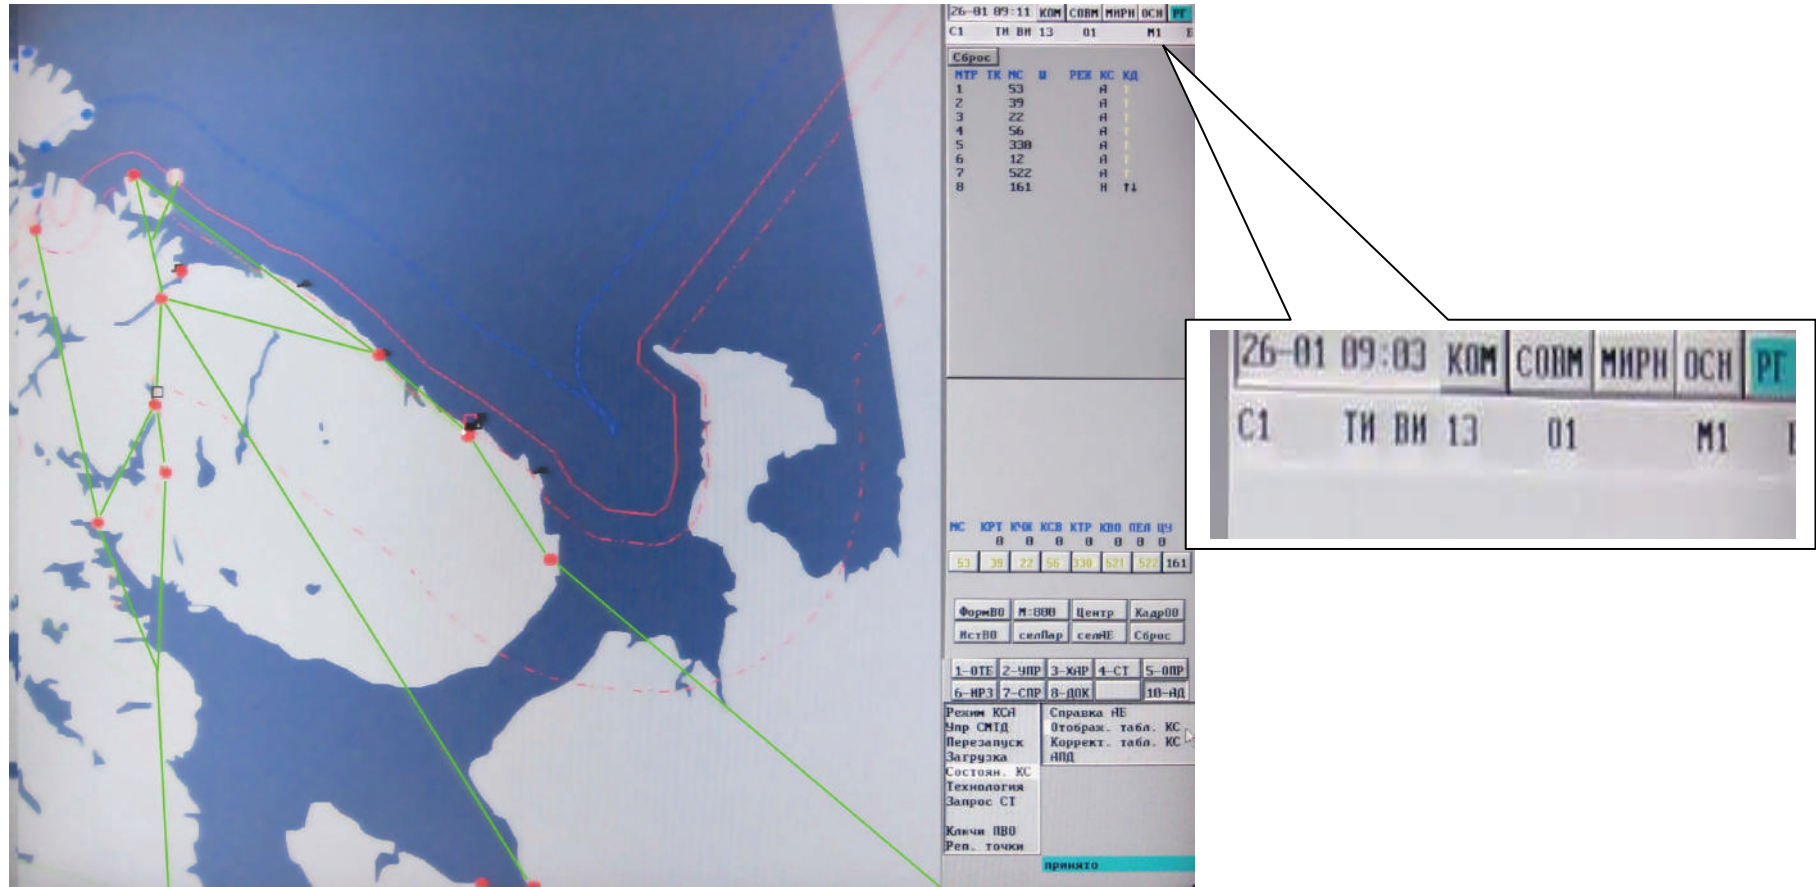 26-01 09:11 КОМ СОВМ МИРН ОСН РГ
С1 ТИ ВИ 13 01 М1
Сброс
МТР ТК МС Ш РЕЖ КС КД
1 53 А ↑
2 39 А ↑
3 22 А ↑
4 56 А ↑
5 330 А ↑
6 12 А ↑
7 522 А ↑
8 161 Н ↑↓
26-01 09:03 КОМ СОВМ МИРН ОСН РГ
С1 ТИ ВИ 13 01 М1
МС КРТ КЧЖ КСВ КТР КВО ПЕЛ ЦУ
0 0 0 0 0 0 0
53 39 22 56 330 521 522 161
ФормВО М:800 Центр КадрОО
ИстВО селПар селАЕ Сброс
1-ОТБ 2-УПР 3-ХАР 4-СТ 5-ОПР
6-НРЗ 7-СПР 8-ДОК 10-АД
Режим КСА
Упр СМТД
Перезапуск
Загрузка
Состоян. КС
Технология
Запрос СТ
Ключи ПВО
Реп. точки
Справка АЕ
Отображ. табл. КС
Коррект. табл. КС
АПД
принято